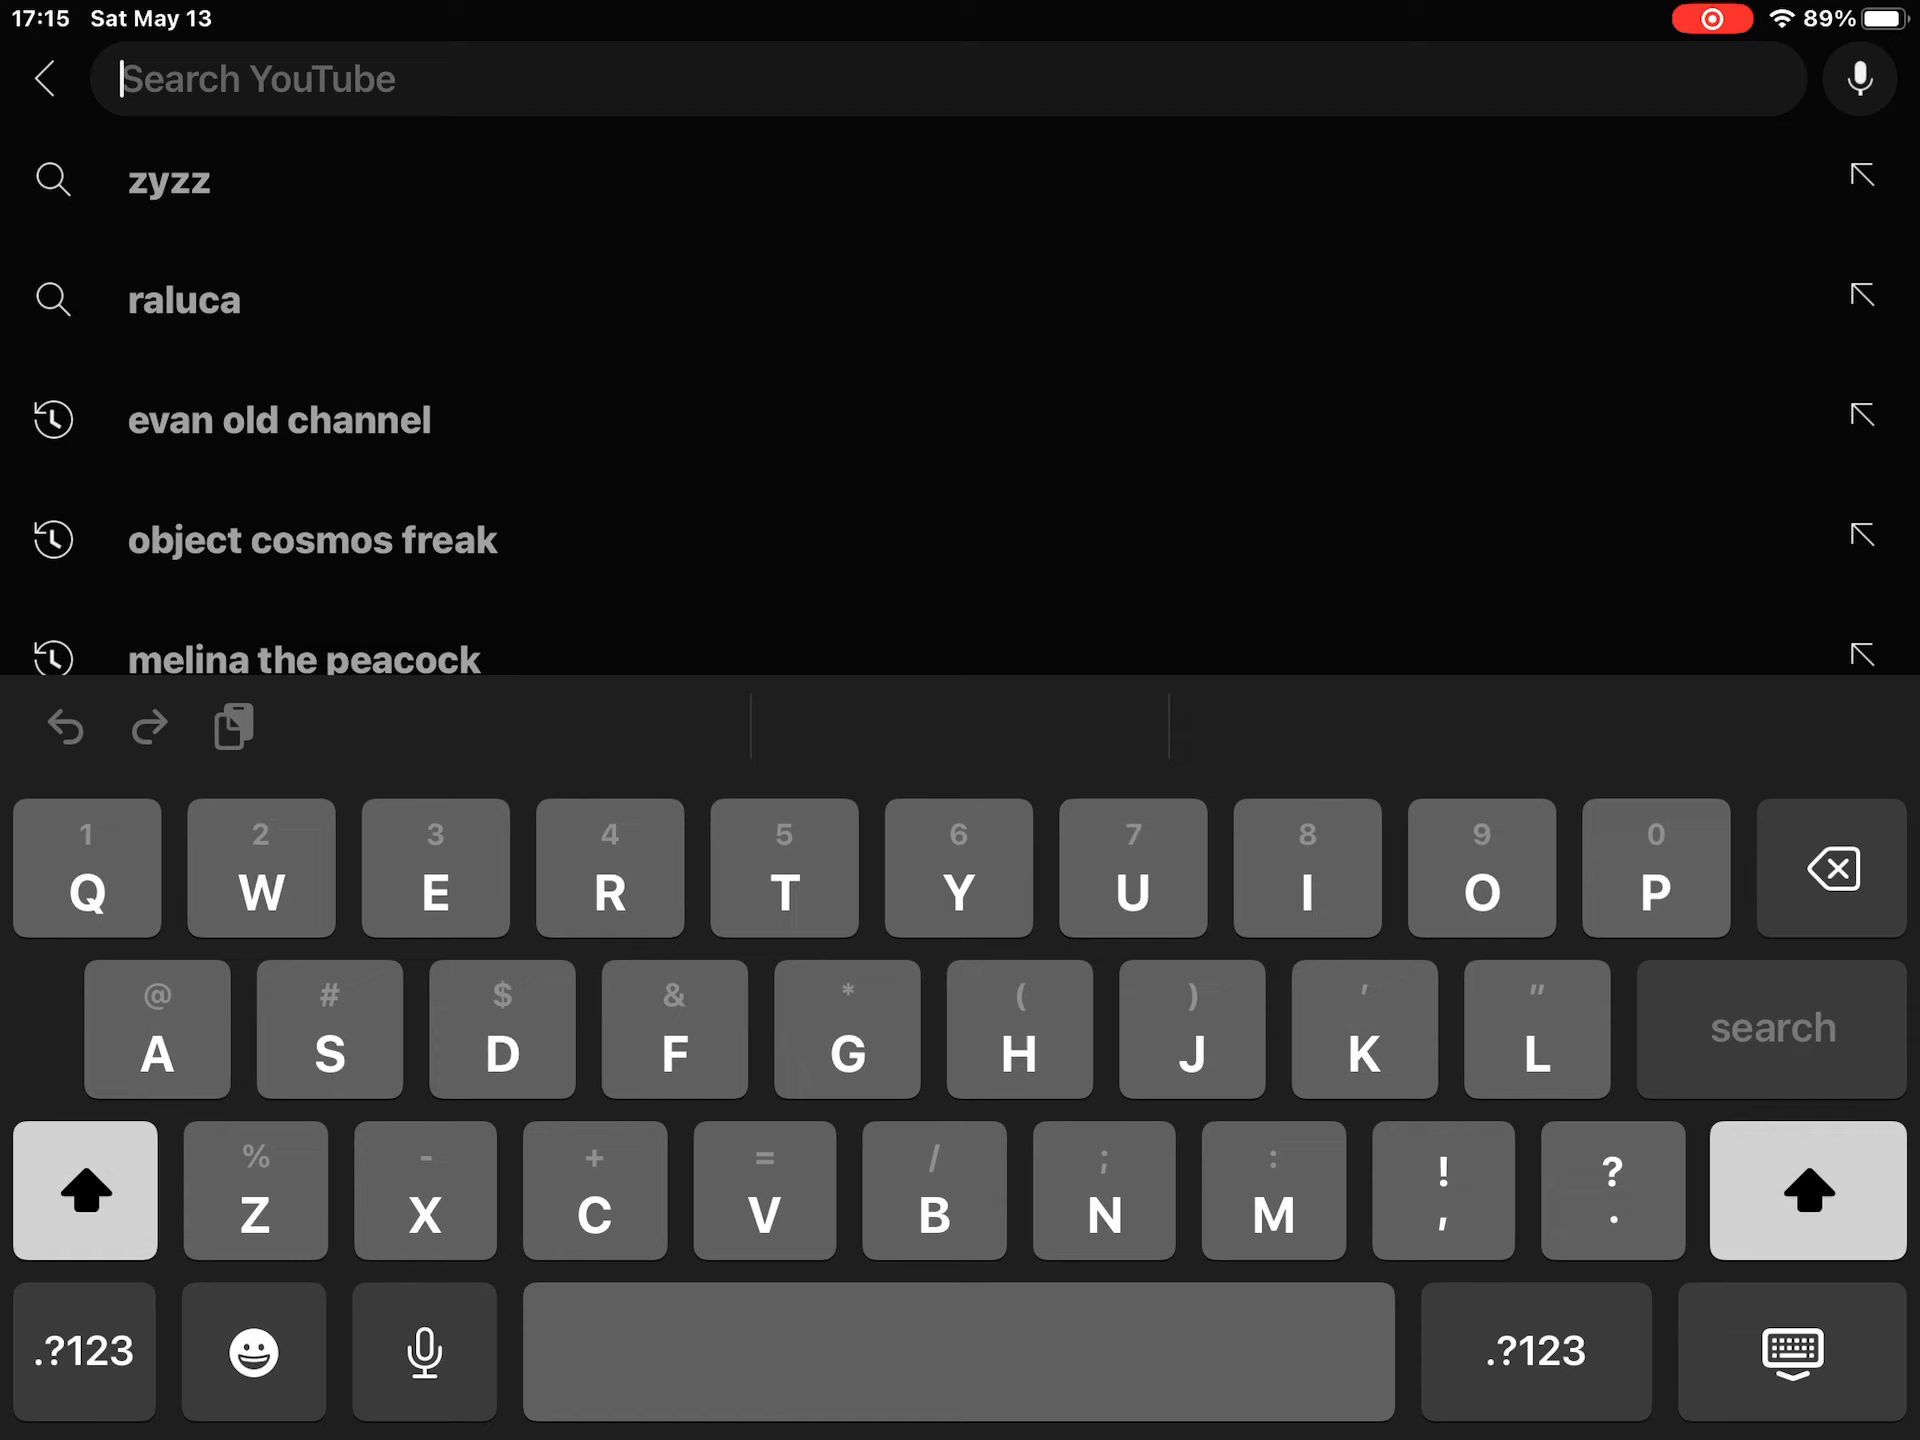 17:15 Sat May 13 89%
Search YouTube
zyzz
raluca
evan old channel
object cosmos freak
melina the peacock
1 2 3 4 5 6 7 8 9 0
Q W E R T Y U I O P
@ # $ & * ( ) ' "
A S D F G H J K L search
% - + = / ; : ! ?
Z X C V B N M , .
.?123 .?123